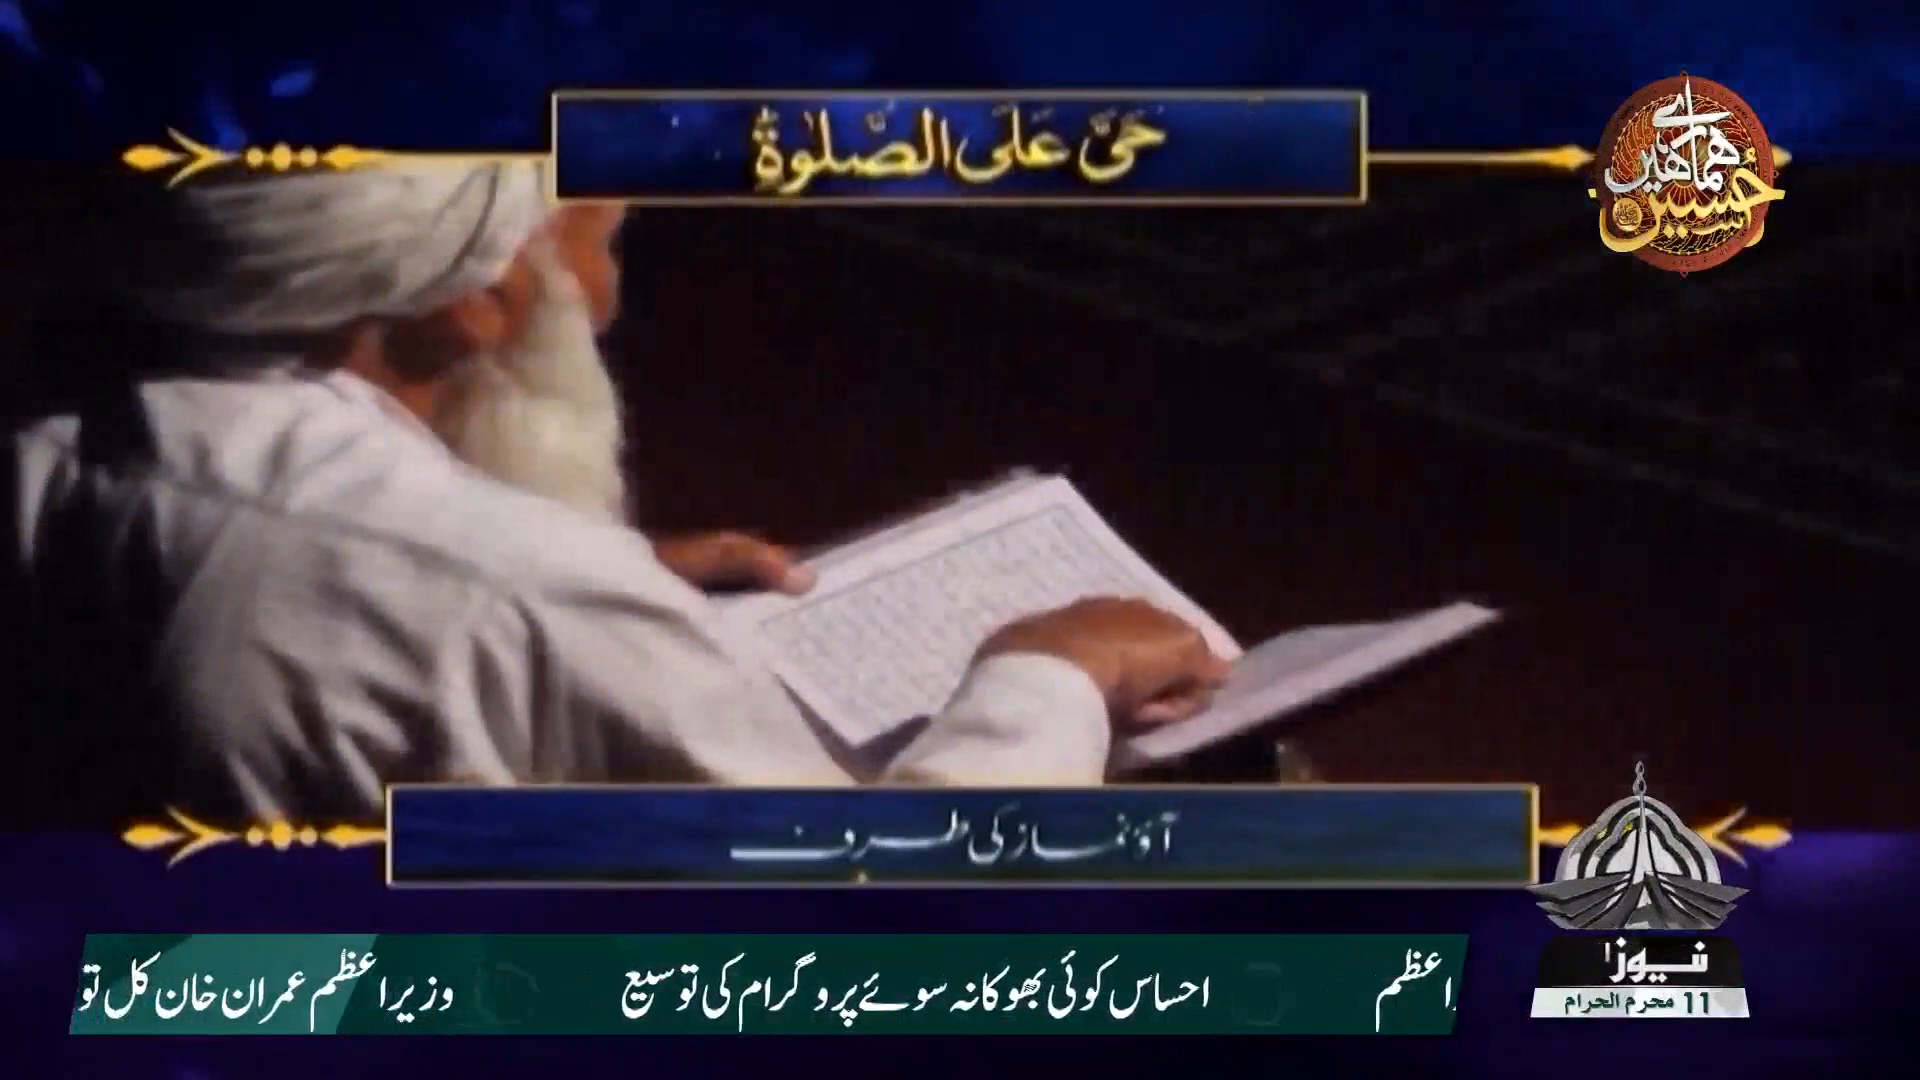 حَیَّ عَلَی الصَّلٰوةِ
ہمارے ہیں
حسین
آؤ نماز کی طرف
نیوز
11 محرم الحرام
اعظم
احساس کوئی بھوکا نہ سوئے پروگرام کی توسیع
وزیراعظم عمران خان کل تو